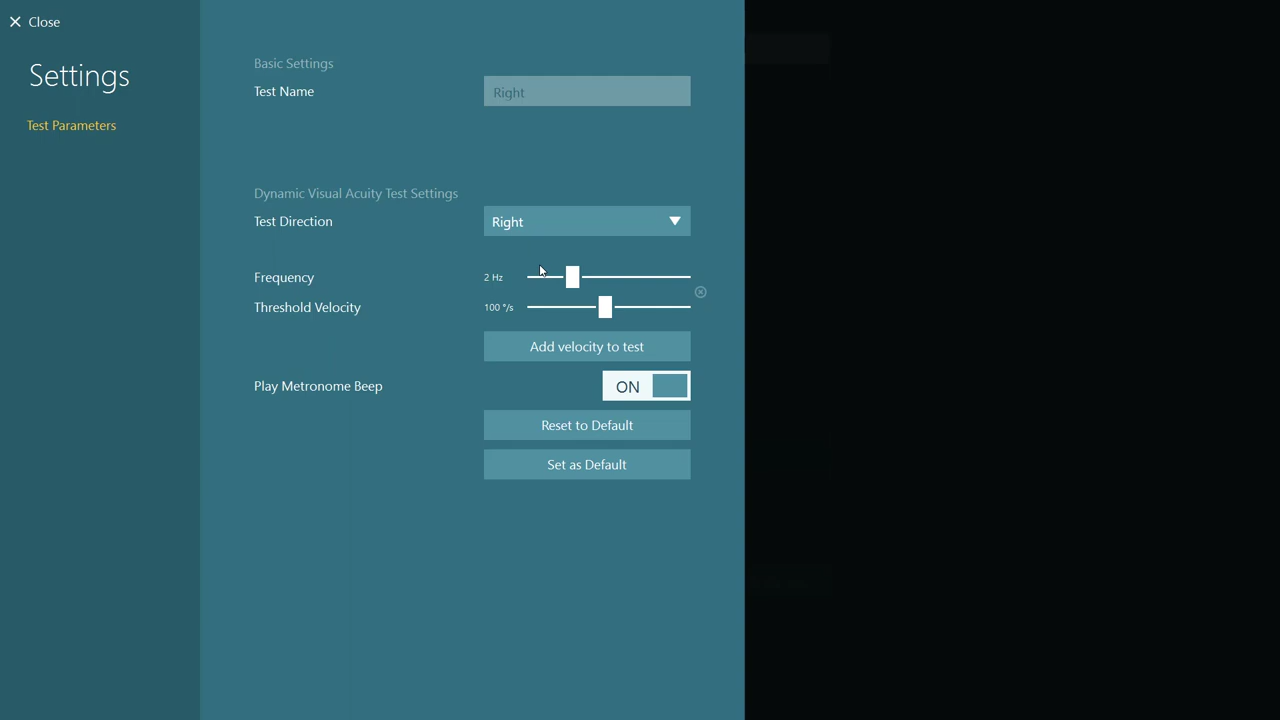 Close
Settings
Test Parameters
Basic Settings
Test Name Right
Dynamic Visual Acuity Test Settings
Test Direction Right
Frequency 2 Hz
Threshold Velocity 100 °/s
Add velocity to test
Play Metronome Beep ON
Reset to Default
Set as Default